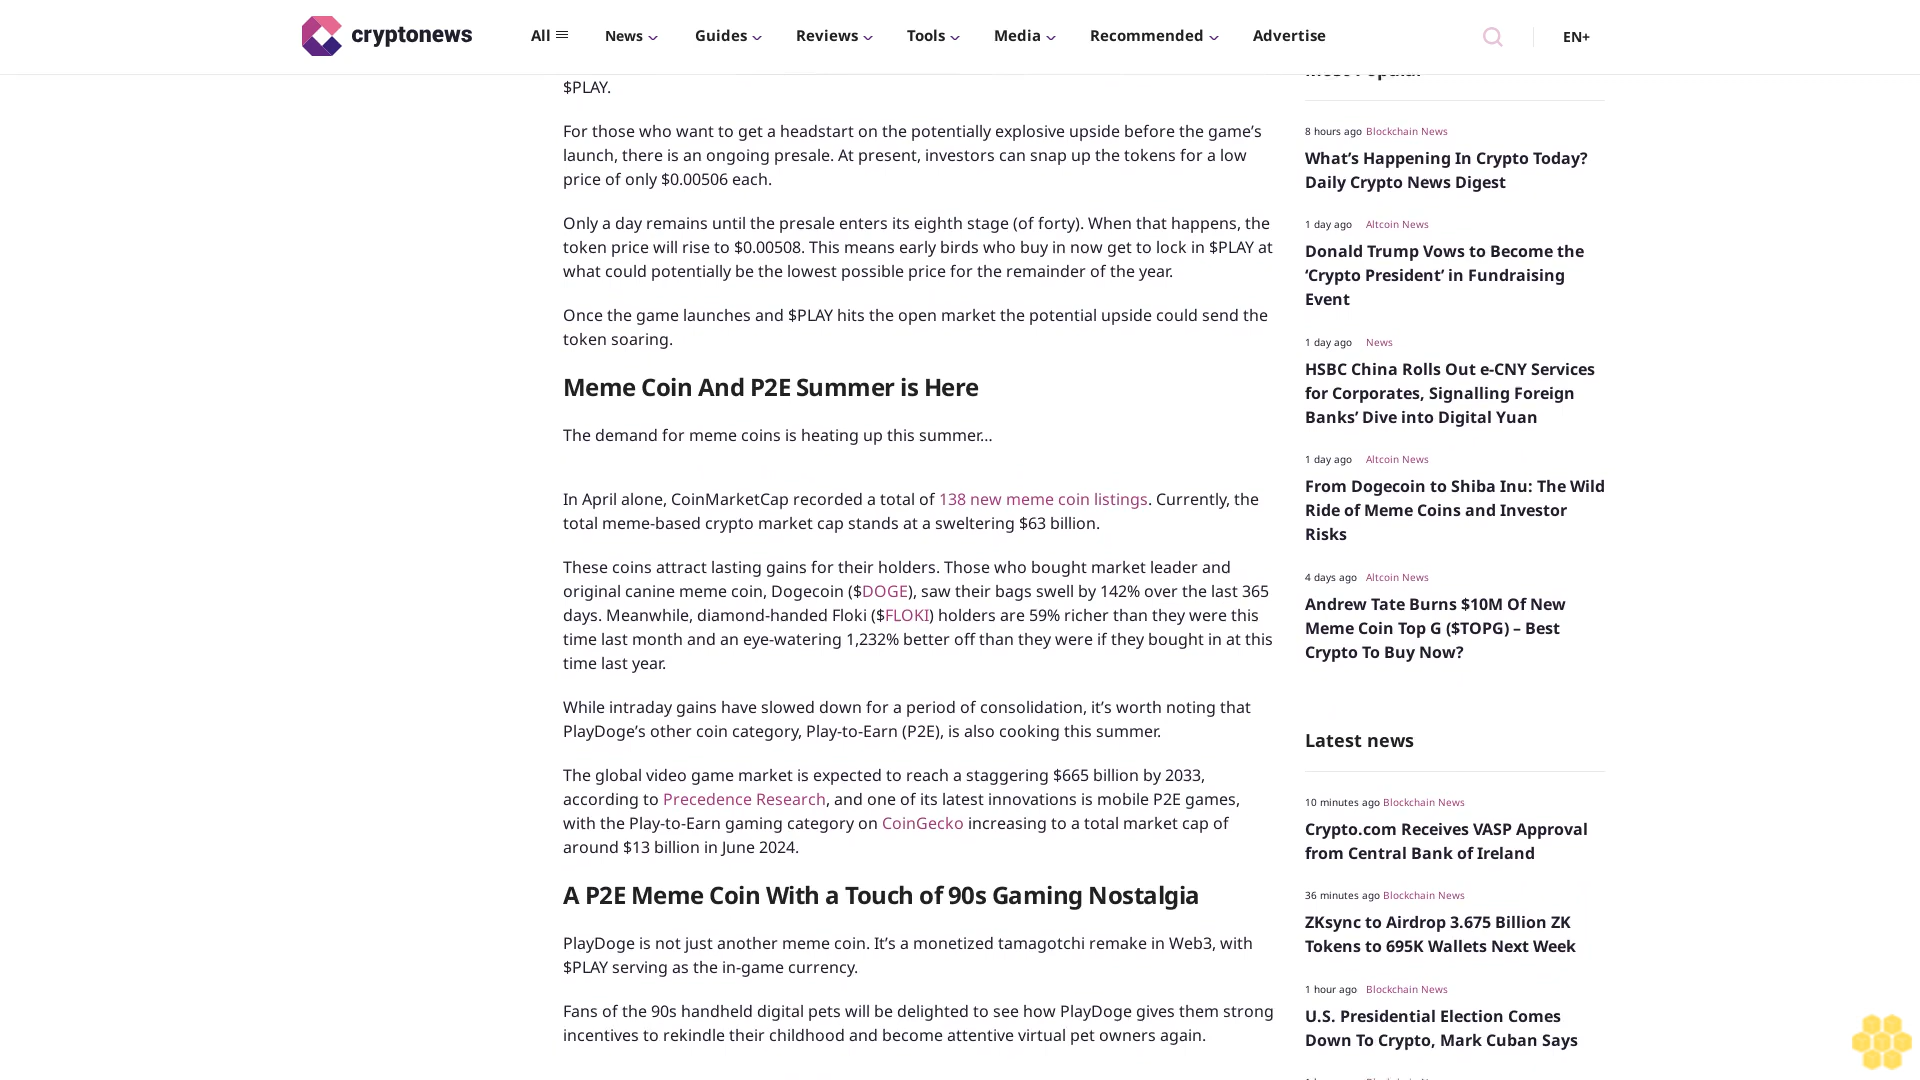 cryptonews
All
News
Guides
Reviews
Tools
Media
Recommended
Advertise
EN+
$PLAY.
For those who want to get a headstart on the potentially explosive upside before the game’s
launch, there is an ongoing presale. At present, investors can snap up the tokens for a low
price of only $0.00506 each.
Only a day remains until the presale enters its eighth stage (of forty). When that happens, the
token price will rise to $0.00508. This means early birds who buy in now get to lock in $PLAY at
what could potentially be the lowest possible price for the remainder of the year.
Once the game launches and $PLAY hits the open market the potential upside could send the
token soaring.
Meme Coin And P2E Summer is Here
The demand for meme coins is heating up this summer…
In April alone, CoinMarketCap recorded a total of 138 new meme coin listings. Currently, the
total meme-based crypto market cap stands at a sweltering $63 billion.
These coins attract lasting gains for their holders. Those who bought market leader and
original canine meme coin, Dogecoin ($DOGE), saw their bags swell by 142% over the last 365
days. Meanwhile, diamond-handed Floki ($FLOKI) holders are 59% richer than they were this
time last month and an eye-watering 1,232% better off than they were if they bought in at this
time last year.
While intraday gains have slowed down for a period of consolidation, it’s worth noting that
PlayDoge’s other coin category, Play-to-Earn (P2E), is also cooking this summer.
The global video game market is expected to reach a staggering $665 billion by 2033,
according to Precedence Research, and one of its latest innovations is mobile P2E games,
with the Play-to-Earn gaming category on CoinGecko increasing to a total market cap of
around $13 billion in June 2024.
A P2E Meme Coin With a Touch of 90s Gaming Nostalgia
PlayDoge is not just another meme coin. It’s a monetized tamagotchi remake in Web3, with
$PLAY serving as the in-game currency.
Fans of the 90s handheld digital pets will be delighted to see how PlayDoge gives them strong
incentives to rekindle their childhood and become attentive virtual pet owners again.
8 hours ago Blockchain News
What’s Happening In Crypto Today?
Daily Crypto News Digest
1 day ago Altcoin News
Donald Trump Vows to Become the
‘Crypto President’ in Fundraising
Event
1 day ago News
HSBC China Rolls Out e-CNY Services
for Corporates, Signalling Foreign
Banks’ Dive into Digital Yuan
1 day ago Altcoin News
From Dogecoin to Shiba Inu: The Wild
Ride of Meme Coins and Investor
Risks
4 days ago Altcoin News
Andrew Tate Burns $10M Of New
Meme Coin Top G ($TOPG) – Best
Crypto To Buy Now?
Latest news
10 minutes ago Blockchain News
Crypto.com Receives VASP Approval
from Central Bank of Ireland
36 minutes ago Blockchain News
ZKsync to Airdrop 3.675 Billion ZK
Tokens to 695K Wallets Next Week
1 hour ago Blockchain News
U.S. Presidential Election Comes
Down To Crypto, Mark Cuban Says